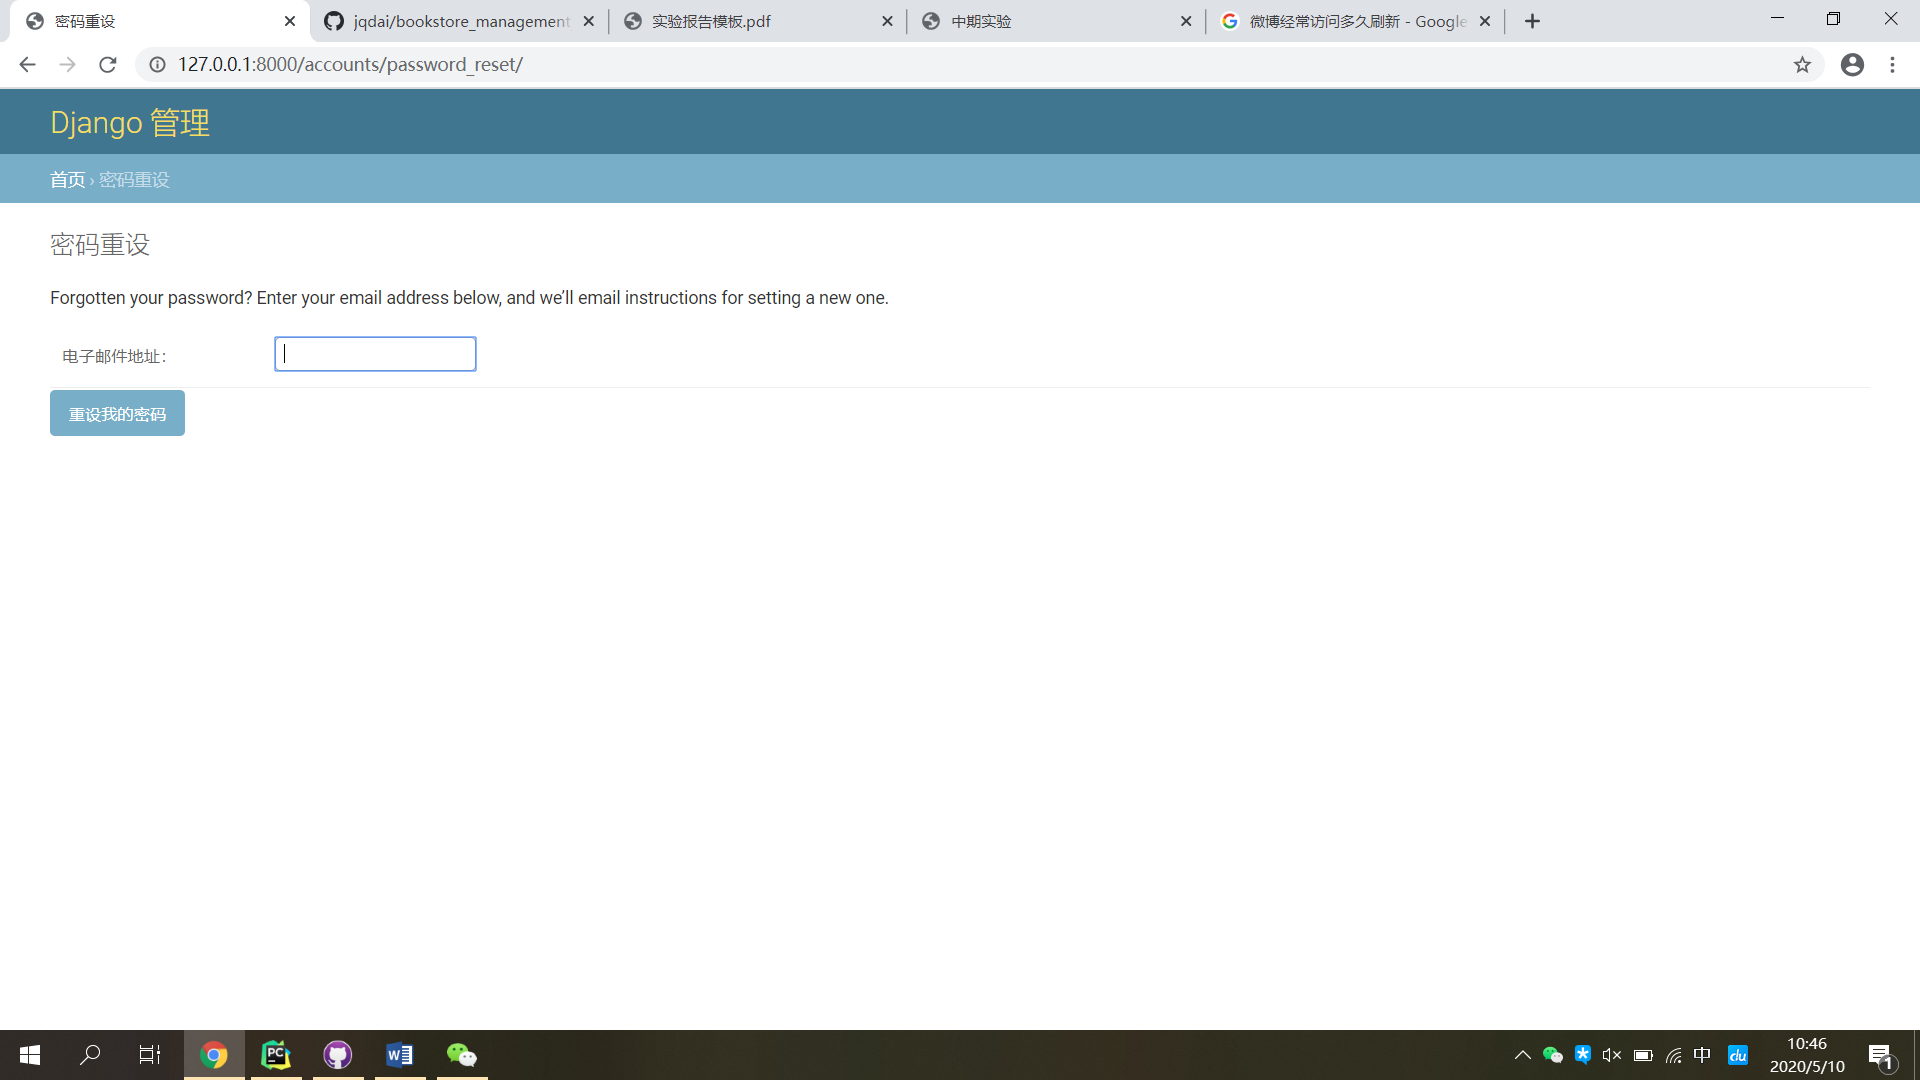 密码重设
jqdai/bookstore_management
实验报告模板.pdf
中期实验
微博经常访问多久刷新 - Google
127.0.0.1:8000/accounts/password_reset/
Django 管理
首页 › 密码重设
密码重设
Forgotten your password? Enter your email address below, and we’ll email instructions for setting a new one.
电子邮件地址:
重设我的密码
PC
W
中
du
10:46
2020/5/10
1